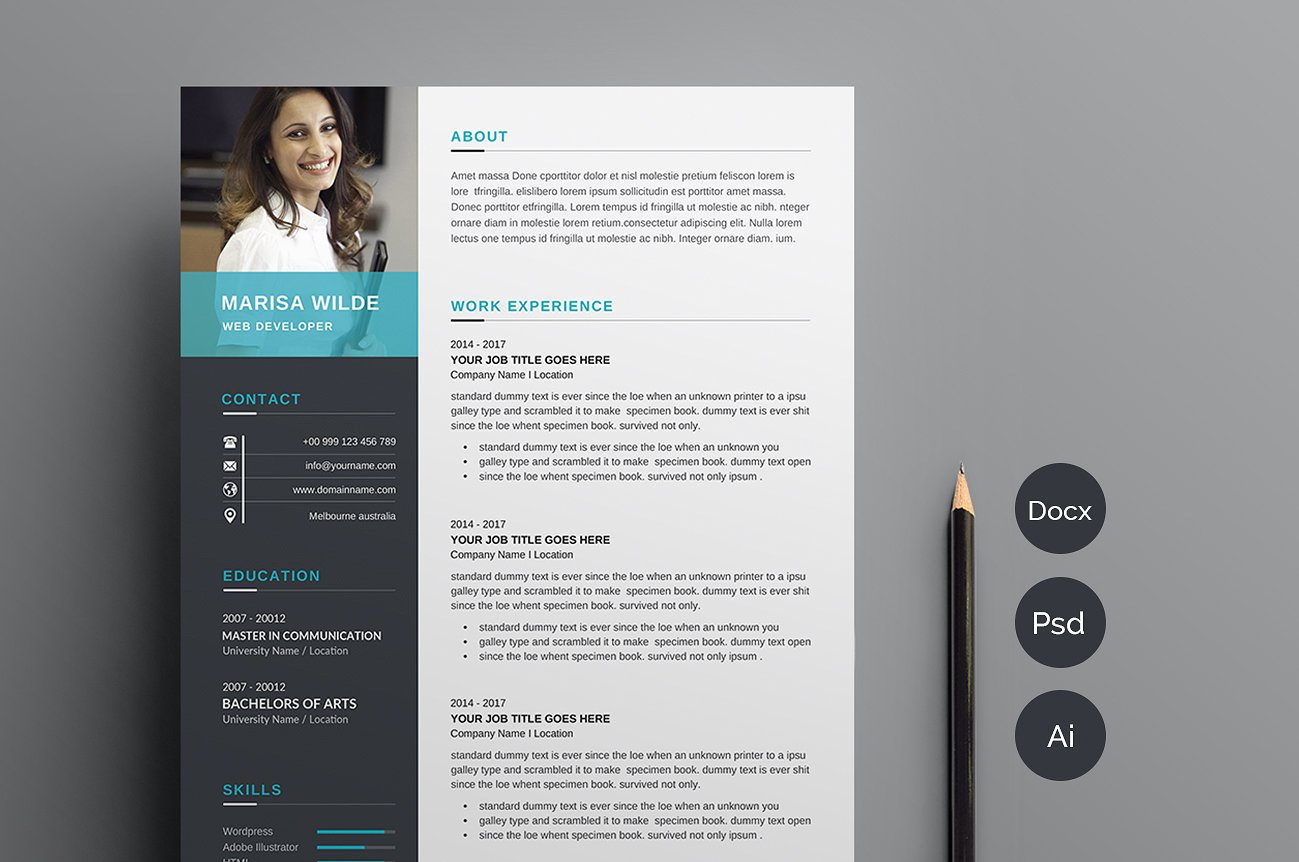 MARISA WILDE
WEB DEVELOPER
CONTACT
+00 999 123 456 789
info@yourname.com
www.domainname.com
Melbourne australia
EDUCATION
2007 - 20012
MASTER IN COMMUNICATION
University Name / Location
2007 - 20012
BACHELORS OF ARTS
University Name / Location
SKILLS
Wordpress
Adobe Illustrator
HTML
ABOUT
Amet massa Done cporttitor dolor et nisl molestie pretium feliscon lorem is
lore  tfringilla. elislibero lorem ipsum sollicitudin est porttitor amet massa.
Donec porttitor etfringilla. Lorem tempus id fringilla ut molestie ac nibh. nteger
ornare diam in molestie lorem retium.consectetur adipiscing elit. Nulla lorem
lectus one tempus id fringilla ut molestie ac nibh. Integer ornare diam. ium.
WORK EXPERIENCE
2014 - 2017
YOUR JOB TITLE GOES HERE
Company Name I Location
standard dummy text is ever since the loe when an unknown printer to a ipsu
galley type and scrambled it to make  specimen book. dummy text is ever shit
since the loe whent specimen book. survived not only.
• standard dummy text is ever since the loe when an unknown you
• galley type and scrambled it to make  specimen book. dummy text open
• since the loe whent specimen book. survived not only ipsum .
2014 - 2017
YOUR JOB TITLE GOES HERE
Company Name I Location
standard dummy text is ever since the loe when an unknown printer to a ipsu
galley type and scrambled it to make  specimen book. dummy text is ever shit
since the loe whent specimen book. survived not only.
• standard dummy text is ever since the loe when an unknown you
• galley type and scrambled it to make  specimen book. dummy text open
• since the loe whent specimen book. survived not only ipsum .
2014 - 2017
YOUR JOB TITLE GOES HERE
Company Name I Location
standard dummy text is ever since the loe when an unknown printer to a ipsu
galley type and scrambled it to make  specimen book. dummy text is ever shit
since the loe whent specimen book. survived not only.
• standard dummy text is ever since the loe when an unknown you
• galley type and scrambled it to make  specimen book. dummy text open
• since the loe whent specimen book. survived not only ipsum .
Docx
Psd
Ai